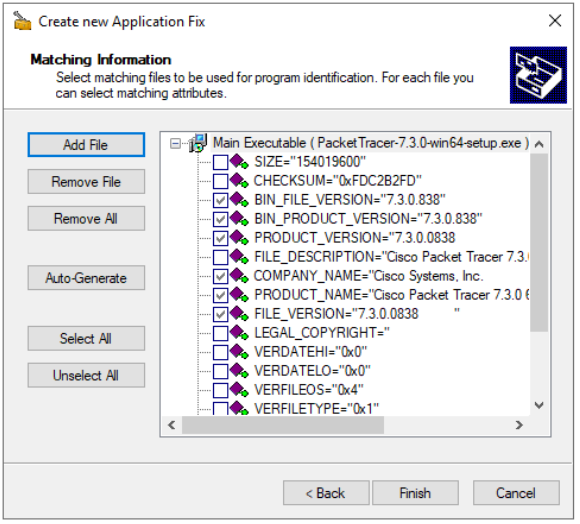 Create new Application Fix
Matching Information
Select matching files to be used for program identification. For each file you
can select matching attributes.
Add File
Remove File
Remove All
Auto-Generate
Select All
Unselect All
Main Executable ( PacketTracer-7.3.0-win64-setup.exe )
SIZE="154019600"
CHECKSUM="0xFDC2B2FD"
BIN_FILE_VERSION="7.3.0.838"
BIN_PRODUCT_VERSION="7.3.0.838"
PRODUCT_VERSION="7.3.0.0838
FILE_DESCRIPTION="Cisco Packet Tracer 7.3.
COMPANY_NAME="Cisco Systems, Inc.
PRODUCT_NAME="Cisco Packet Tracer 7.3.0 6
FILE_VERSION="7.3.0.0838 "
LEGAL_COPYRIGHT="
VERDATEHI="0x0"
VERDATELO="0x0"
VERFILEOS="0x4"
VERFILETYPE="0x1"
< Back
Finish
Cancel